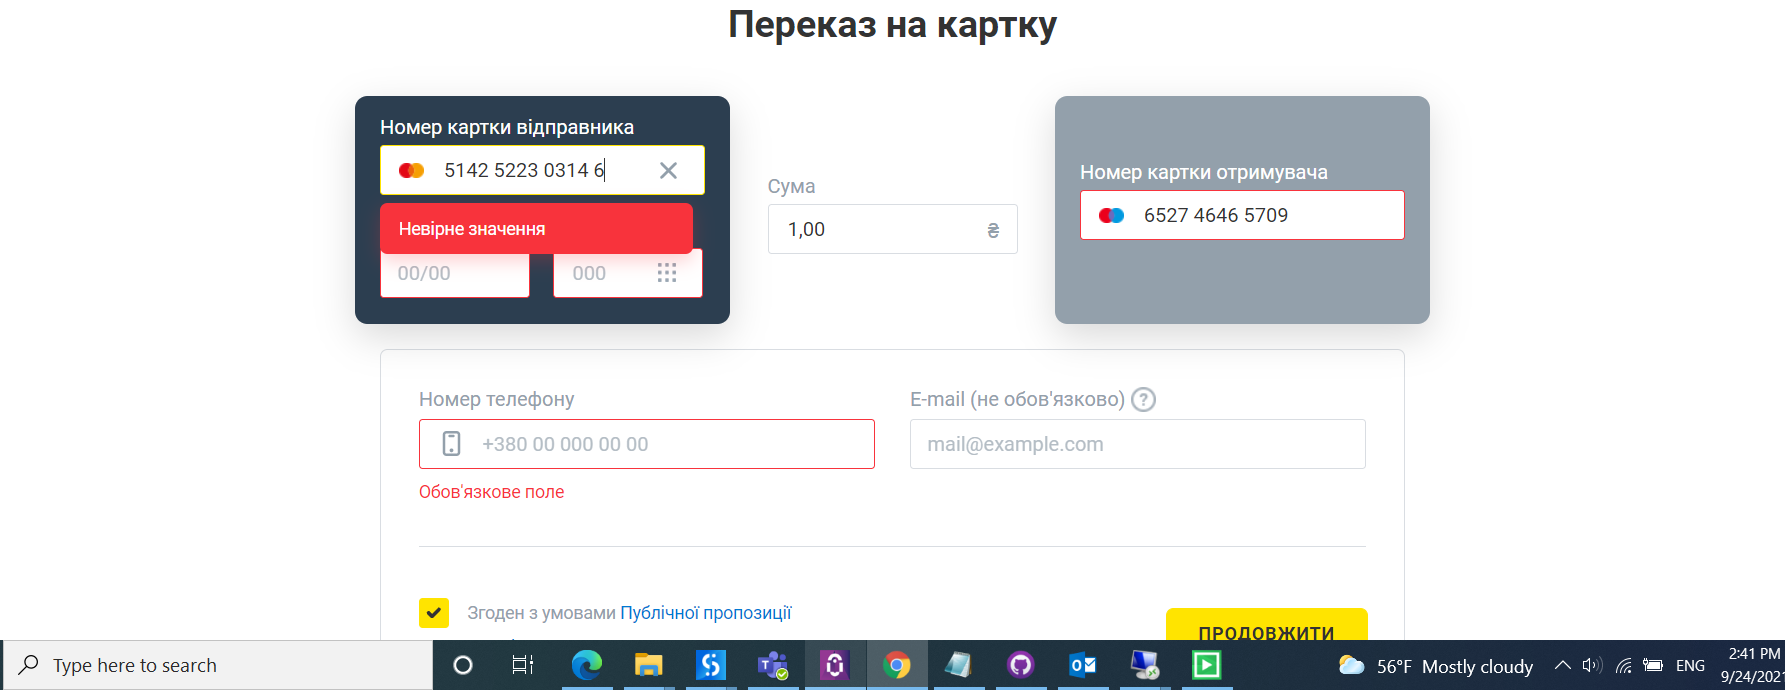 Переказ на картку
Номер картки відправника
5142 5223 0314 6
Невірне значення
00/00
000
Сума
1,00 ₴
Номер картки отримувача
6527 4646 5709
Номер телефону
+380 00 000 00 00
Обов'язкове поле
E-mail (не обов'язково) ?
mail@example.com
Згоден з умовами Публічної пропозиції
ПРОДОВЖИТИ
Type here to search
56°F Mostly cloudy
ENG
2:41 PM
9/24/202